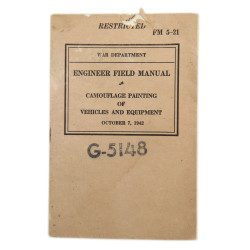 RESTRICTED
FM 5-21
WAR DEPARTMENT
ENGINEER FIELD MANUAL
CAMOUFLAGE PAINTING
OF
VEHICLES AND EQUIPMENT
OCTOBER 7, 1942
G-5148